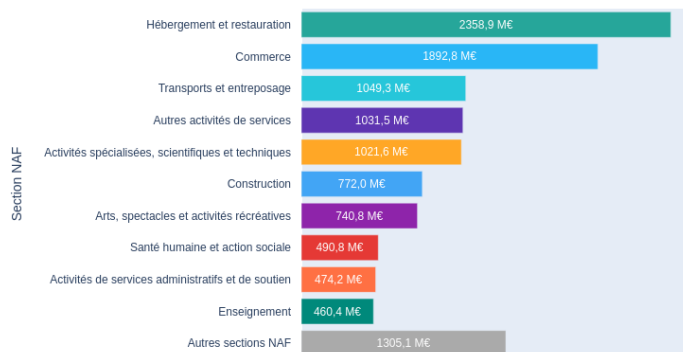 Section NAF
Hébergement et restauration 2358,9 M€
Commerce 1892,8 M€
Transports et entreposage 1049,3 M€
Autres activités de services 1031,5 M€
Activités spécialisées, scientifiques et techniques 1021,6 M€
Construction 772,0 M€
Arts, spectacles et activités récréatives 740,8 M€
Santé humaine et action sociale 490,8 M€
Activités de services administratifs et de soutien 474,2 M€
Enseignement 460,4 M€
Autres sections NAF 1305,1 M€